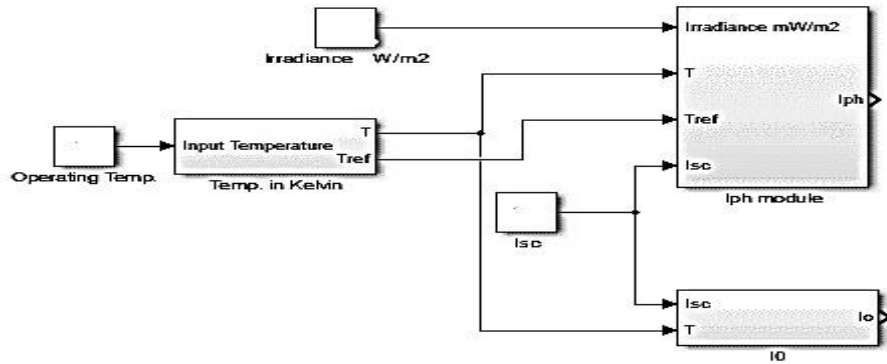 Irradiance mW/m2
Irradiance W/m2
T
Iph
Input Temperature
T
Tref
Tref
Operating Temp.
Temp. in Kelvin
Isc
Iph module
Isc
Isc
Io
T
I0